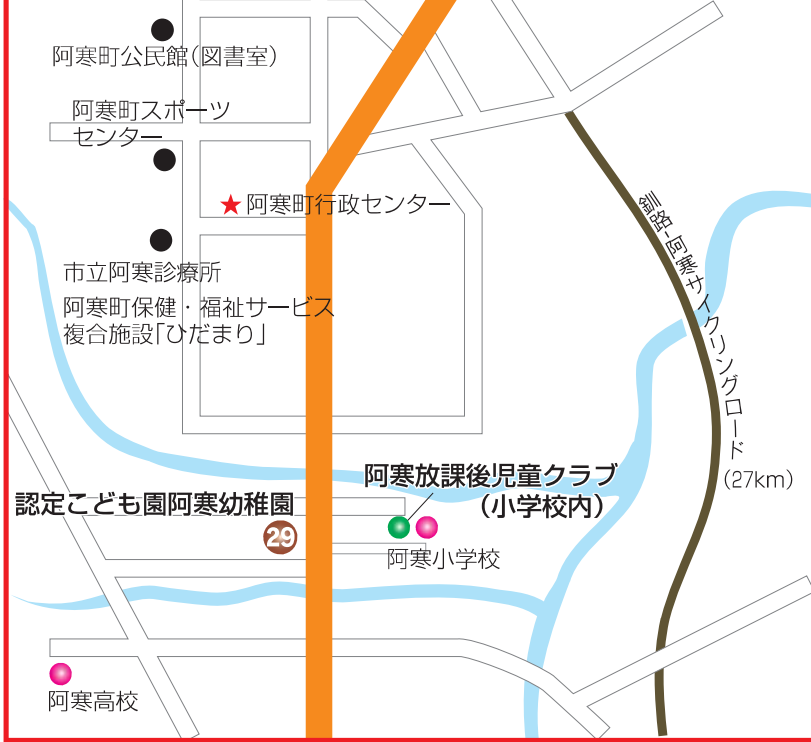 阿寒町公民館(図書室)
阿寒町スポーツ
センター
阿寒町行政センター
市立阿寒診療所
阿寒町保健・福祉サービス
複合施設「ひだまり」
釧路-阿寒サイクリングロード
(27km)
阿寒放課後児童クラブ
(小学校内)
認定こども園阿寒幼稚園
29
阿寒小学校
阿寒高校